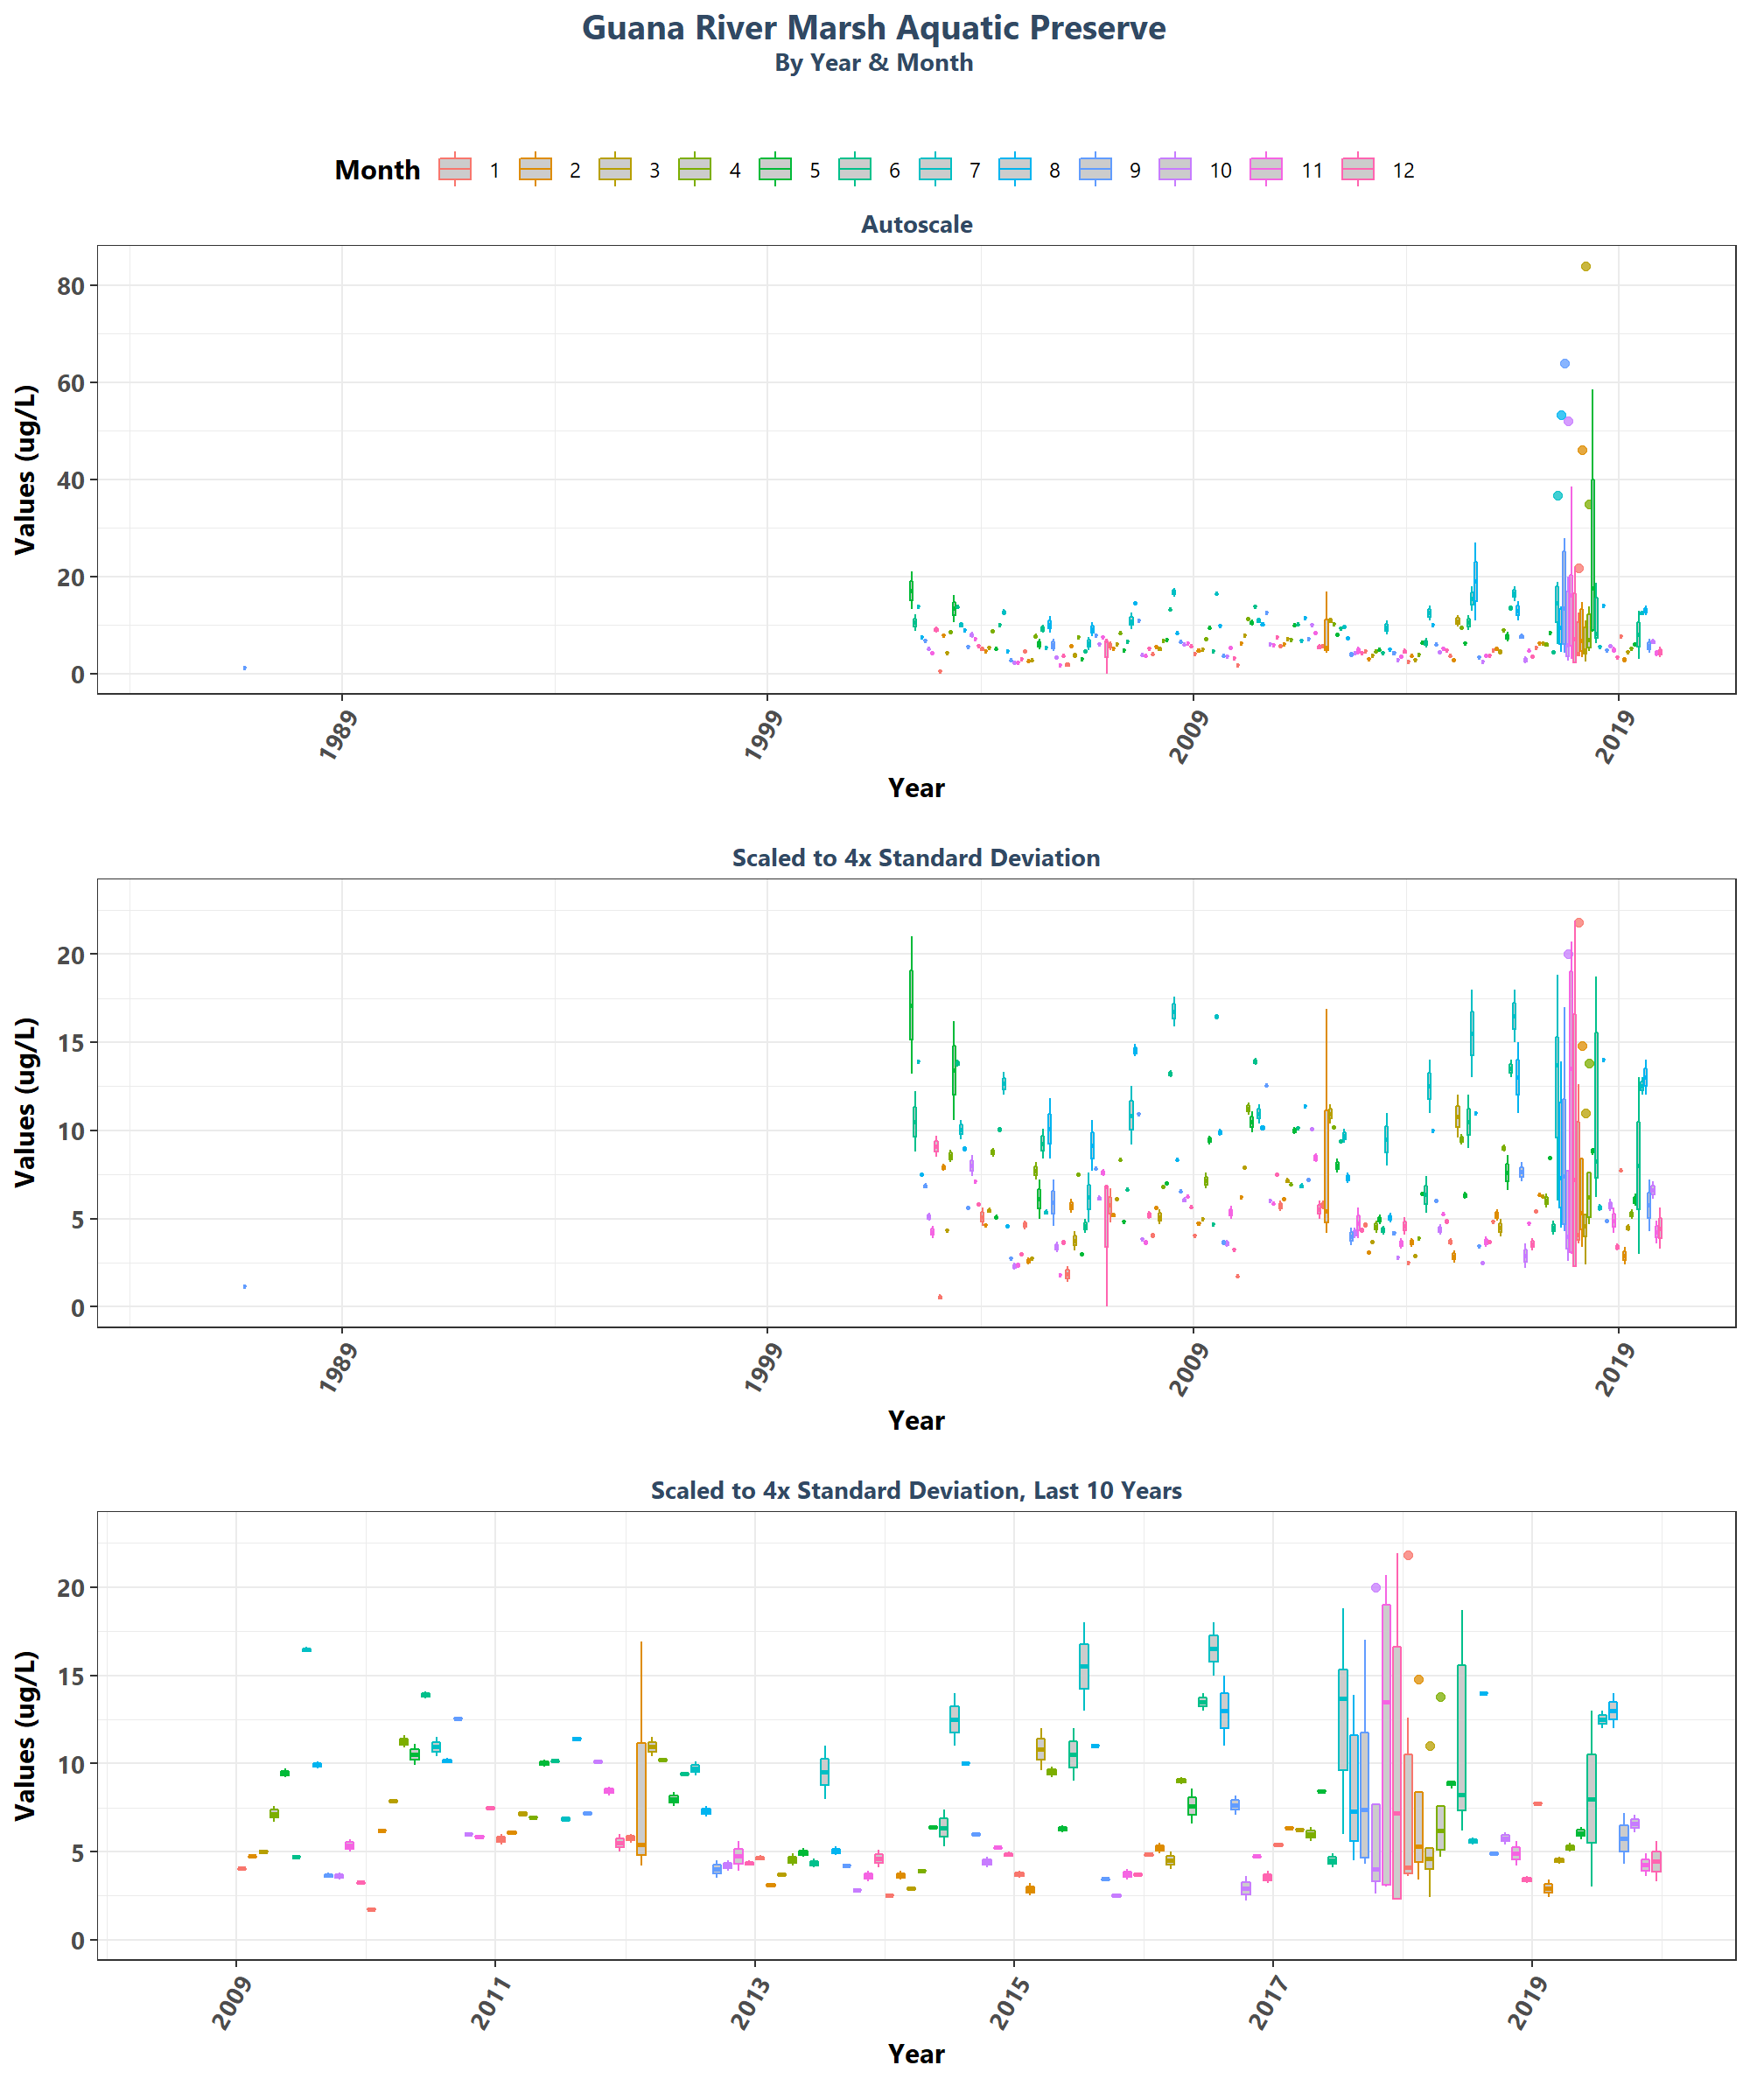 Guana River Marsh Aquatic Preserve
By Year & Month
Month 1 2 3 4 5 6 7 8 9 10 11 12
Autoscale
Values (ug/L)
80
60
40
20
0
1989 1999 2009 2019
Year
Scaled to 4x Standard Deviation
Values (ug/L)
20
15
10
5
0
1989 1999 2009 2019
Year
Scaled to 4x Standard Deviation, Last 10 Years
Values (ug/L)
20
15
10
5
0
2009 2011 2013 2015 2017 2019
Year